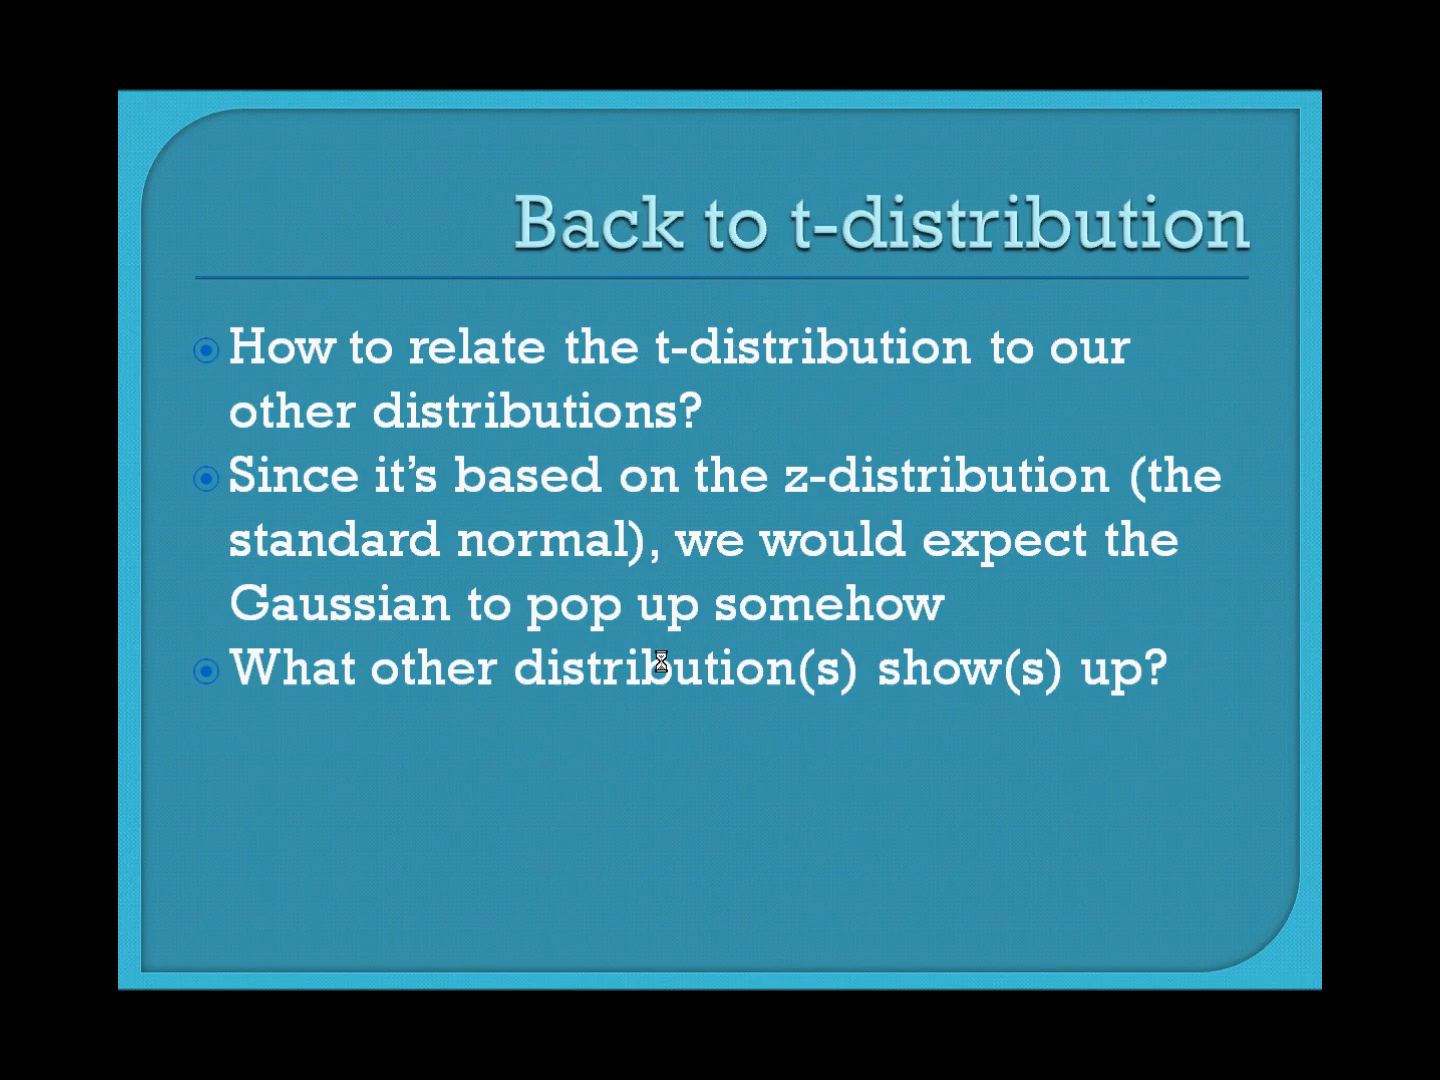 Back to t-distribution
How to relate the t-distribution to our
other distributions?
Since it’s based on the z-distribution (the
standard normal), we would expect the
Gaussian to pop up somehow
What other distribution(s) show(s) up?